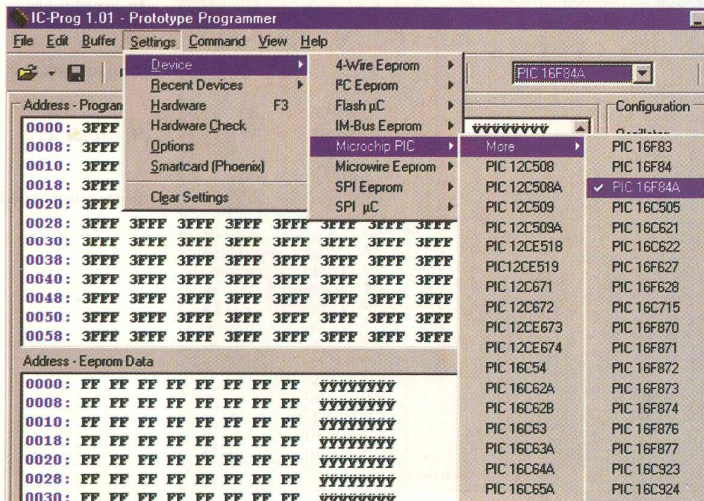 IC-Prog 1.01 - Prototype Programmer
File Edit Buffer Settings Command View Help
PIC 16F84A
Device
Recent Devices
Hardware F3
Hardware Check
Options
Smartcard (Phoenix)
Clear Settings
4-Wire Eeprom
I²C Eeprom
Flash µC
IM-Bus Eeprom
Microchip PIC
Microwire Eeprom
SPI Eeprom
SPI µC
More
PIC 12C508
PIC 12C508A
PIC 12C509
PIC 12C509A
PIC 12CE518
PIC12CE519
PIC 12C671
PIC 12C672
PIC 12CE673
PIC 12CE674
PIC 16C54
PIC 16C62A
PIC 16C62B
PIC 16C63
PIC 16C63A
PIC 16C64A
PIC 16C65A
PIC 16F83
PIC 16F84
PIC 16F84A
PIC 16C505
PIC 16C621
PIC 16C622
PIC 16F627
PIC 16F628
PIC 16C715
PIC 16F870
PIC 16F871
PIC 16F872
PIC 16F873
PIC 16F874
PIC 16F876
PIC 16F877
PIC 16C923
PIC 16C924
Address - Program
Configuration
0000: 3FFF ÿÿÿÿÿÿÿÿ
0008: 3FFF
0010: 3FFF
0018: 3FFF
0020: 3FFF
0028: 3FFF 3FFF 3FFF 3FFF 3FFF 3FFF 3FFF 3FFF
0030: 3FFF 3FFF 3FFF 3FFF 3FFF 3FFF 3FFF 3FFF
0038: 3FFF 3FFF 3FFF 3FFF 3FFF 3FFF 3FFF 3FFF
0040: 3FFF 3FFF 3FFF 3FFF 3FFF 3FFF 3FFF 3FFF
0048: 3FFF 3FFF 3FFF 3FFF 3FFF 3FFF 3FFF 3FFF
0050: 3FFF 3FFF 3FFF 3FFF 3FFF 3FFF 3FFF 3FFF
0058: 3FFF 3FFF 3FFF 3FFF 3FFF 3FFF 3FFF 3FFF
Address - Eeprom Data
0000: FF FF FF FF FF FF FF FF ÿÿÿÿÿÿÿÿ
0008: FF FF FF FF FF FF FF FF ÿÿÿÿÿÿÿÿ
0010: FF FF FF FF FF FF FF FF ÿÿÿÿÿÿÿÿ
0018: FF FF FF FF FF FF FF FF ÿÿÿÿÿÿÿÿ
0020: FF FF FF FF FF FF FF FF ÿÿÿÿÿÿÿÿ
0028: FF FF FF FF FF FF FF FF ÿÿÿÿÿÿÿÿ
0030: FF FF FF FF FF FF FF FF ÿÿÿÿÿÿÿÿ